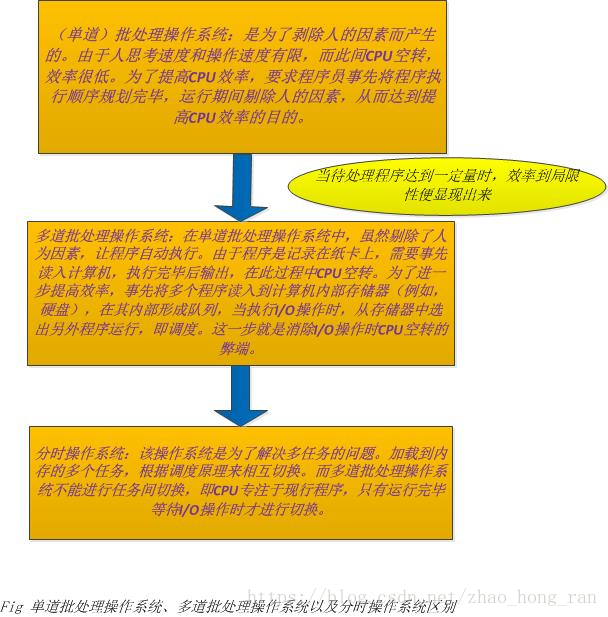 （单道）批处理操作系统：是为了剥除人的因素而产生
的。由于人思考速度和操作速度有限，而此间CPU空转，
效率很低。为了提高CPU效率，要求程序员事先将程序执
行顺序规划完毕，运行期间剔除人的因素，从而达到提
高CPU效率的目的。
当待处理程序达到一定量时，效率到局限
性便显现出来
多道批处理操作系统：在单道批处理操作系统中，虽然剔除了人
为因素，让程序自动执行。由于程序是记录在纸卡上，需要事先
读入计算机，执行完毕后输出，在此过程中CPU空转。为了进一
步提高效率，事先将多个程序读入到计算机内部存储器（例如，
硬盘），在其内部形成队列，当执行I/O操作时，从存储器中选
出另外程序运行，即调度。这一步就是消除I/O操作时CPU空转的
弊端。
分时操作系统：该操作系统是为了解决多任务的问题。加载到内
存的多个任务，根据调度原理来相互切换。而多道批处理操作系
统不能进行任务间切换，即CPU专注于现行程序，只有运行完毕
等待I/O操作时才进行切换。
https://blog.csdn.net/zhao_hong_ran
Fig 单道批处理操作系统、多道批处理操作系统以及分时操作系统区别